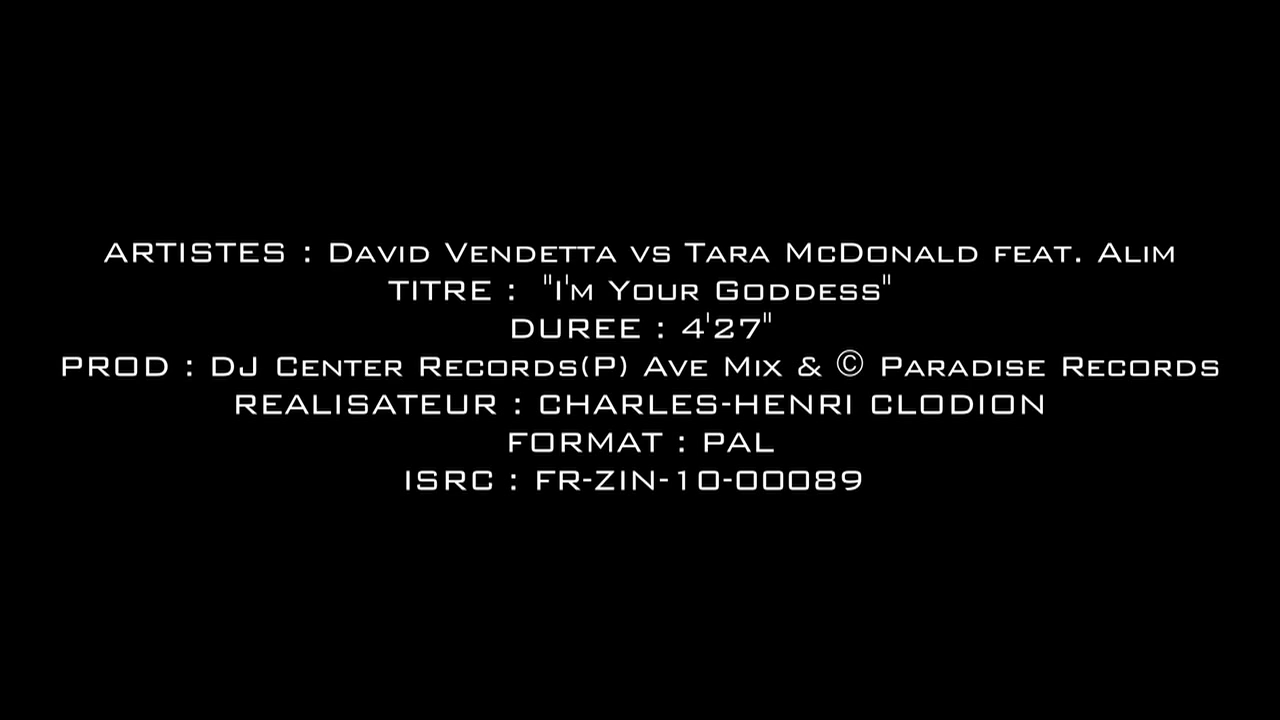 ARTISTES : David Vendetta vs Tara McDonald feat. Alim
TITRE : "I'm Your Goddess"
DUREE : 4'27"
PROD : DJ Center Records(P) Ave Mix & © Paradise Records
REALISATEUR : CHARLES-HENRI CLODION
FORMAT : PAL
ISRC : FR-ZIN-10-00089